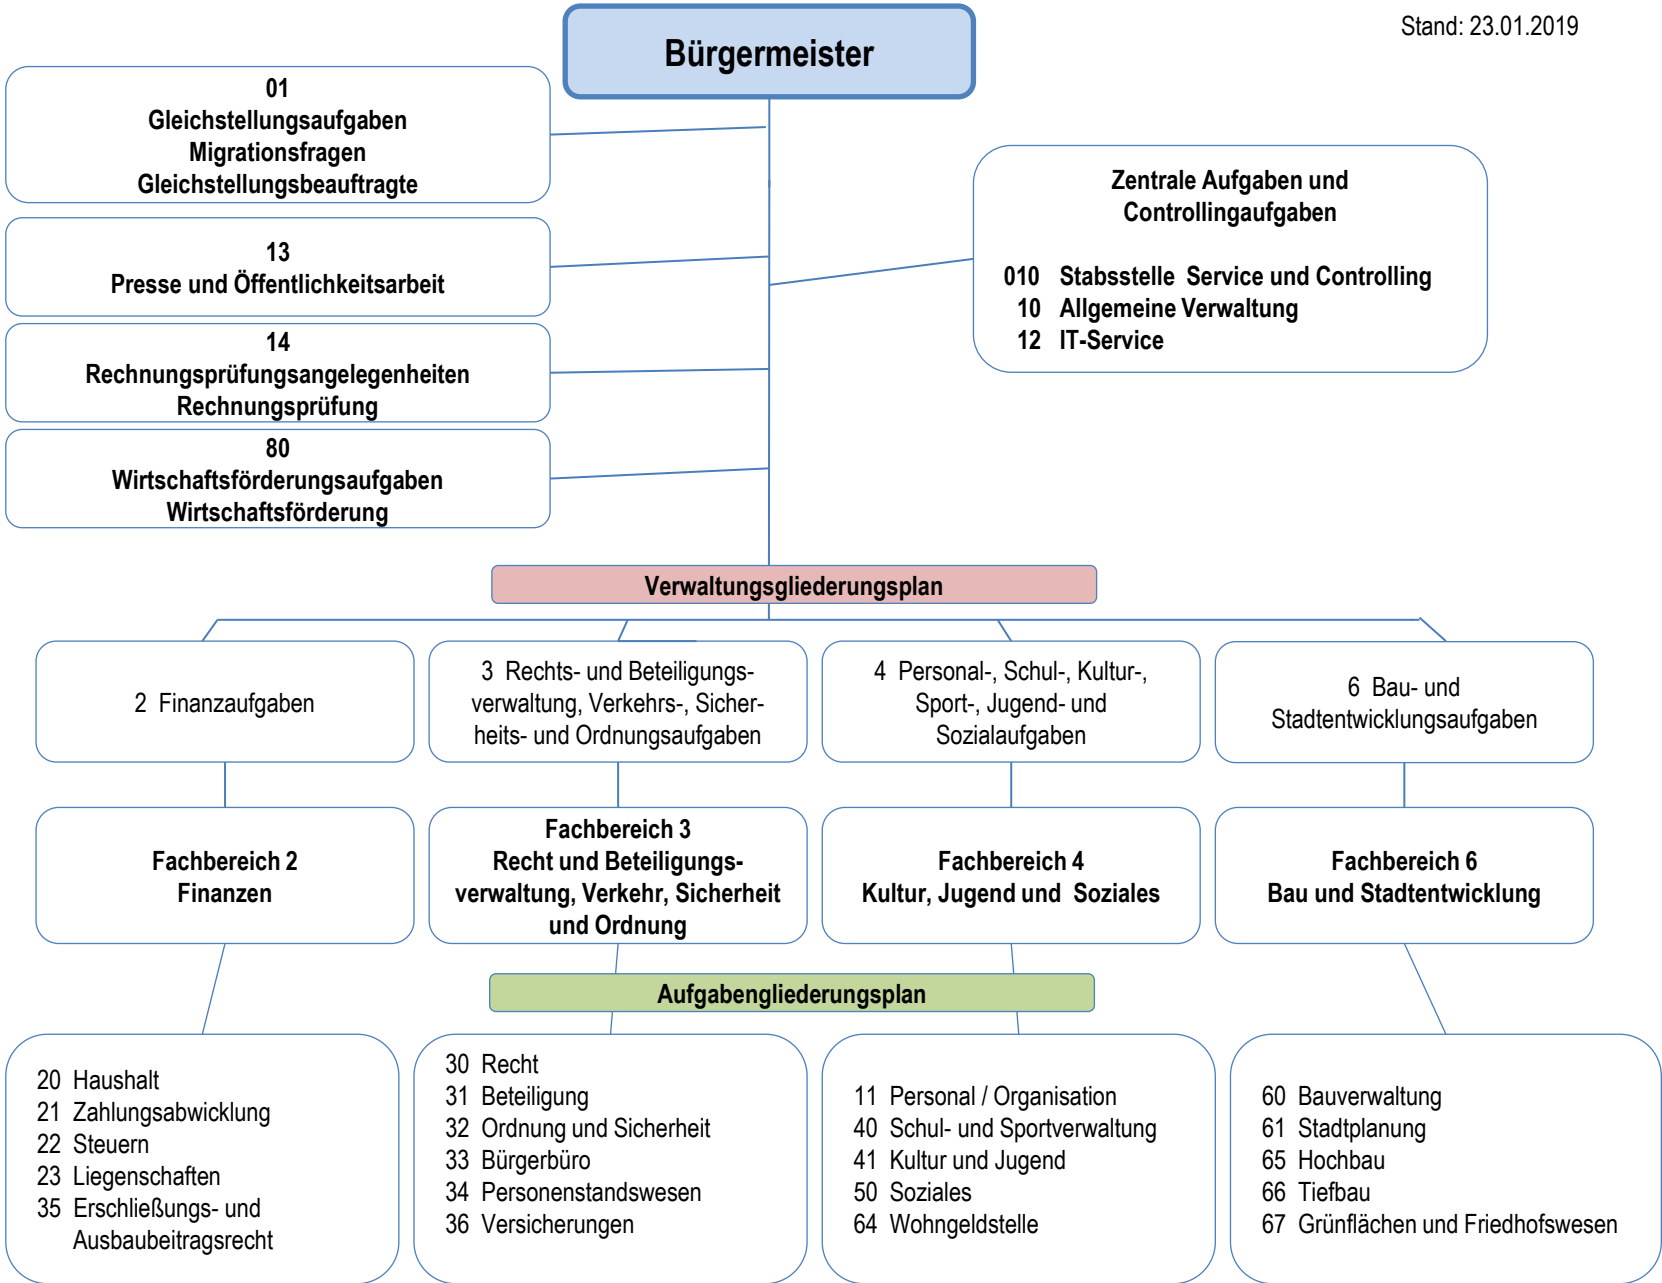 Stand: 23.01.2019
Bürgermeister
01
Gleichstellungsaufgaben
Migrationsfragen
Gleichstellungsbeauftragte
13
Presse und Öffentlichkeitsarbeit
14
Rechnungsprüfungsangelegenheiten
Rechnungsprüfung
80
Wirtschaftsförderungsaufgaben
Wirtschaftsförderung
Zentrale Aufgaben und
Controllingaufgaben
010 Stabsstelle Service und Controlling
10 Allgemeine Verwaltung
12 IT-Service
Verwaltungsgliederungsplan
2 Finanzaufgaben
3 Rechts- und Beteiligungs-
verwaltung, Verkehrs-, Sicher-
heits- und Ordnungsaufgaben
4 Personal-, Schul-, Kultur-,
Sport-, Jugend- und
Sozialaufgaben
6 Bau- und
Stadtentwicklungsaufgaben
Fachbereich 2
Finanzen
Fachbereich 3
Recht und Beteiligungs-
verwaltung, Verkehr, Sicherheit
und Ordnung
Fachbereich 4
Kultur, Jugend und Soziales
Fachbereich 6
Bau und Stadtentwicklung
Aufgabengliederungsplan
20 Haushalt
21 Zahlungsabwicklung
22 Steuern
23 Liegenschaften
35 Erschließungs- und
Ausbaubeitragsrecht
30 Recht
31 Beteiligung
32 Ordnung und Sicherheit
33 Bürgerbüro
34 Personenstandswesen
36 Versicherungen
11 Personal / Organisation
40 Schul- und Sportverwaltung
41 Kultur und Jugend
50 Soziales
64 Wohngeldstelle
60 Bauverwaltung
61 Stadtplanung
65 Hochbau
66 Tiefbau
67 Grünflächen und Friedhofswesen